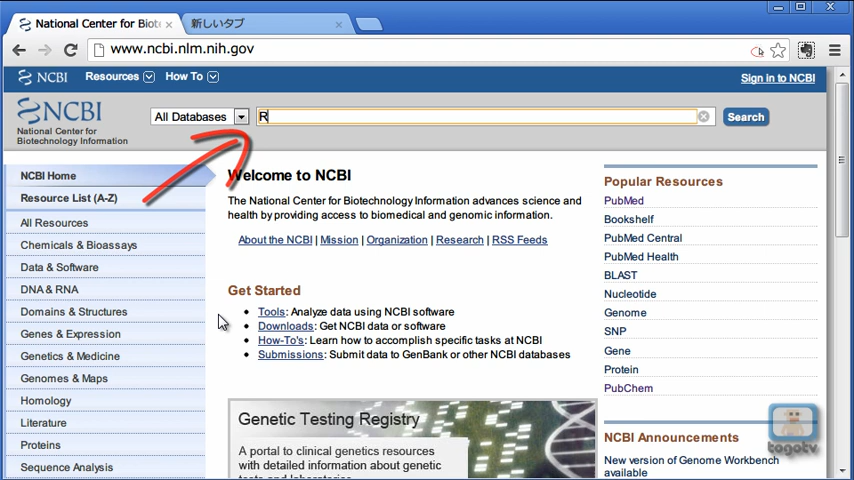 National Center for Biotec
新しいタブ
www.ncbi.nlm.nih.gov
NCBI
Resources
How To
Sign in to NCBI
NCBI
National Center for
Biotechnology Information
All Databases
R
Search
NCBI Home
Resource List (A-Z)
All Resources
Chemicals & Bioassays
Data & Software
DNA & RNA
Domains & Structures
Genes & Expression
Genetics & Medicine
Genomes & Maps
Homology
Literature
Proteins
Sequence Analysis
Welcome to NCBI
The National Center for Biotechnology Information advances science and
health by providing access to biomedical and genomic information.
About the NCBI | Mission | Organization | Research | RSS Feeds
Get Started
Tools: Analyze data using NCBI software
Downloads: Get NCBI data or software
How-To's: Learn how to accomplish specific tasks at NCBI
Submissions: Submit data to GenBank or other NCBI databases
Genetic Testing Registry
A portal to clinical genetics resources
with detailed information about genetic
tests and laboratories
Popular Resources
PubMed
Bookshelf
PubMed Central
PubMed Health
BLAST
Nucleotide
Genome
SNP
Gene
Protein
PubChem
NCBI Announcements
New version of Genome Workbench
available
togotv